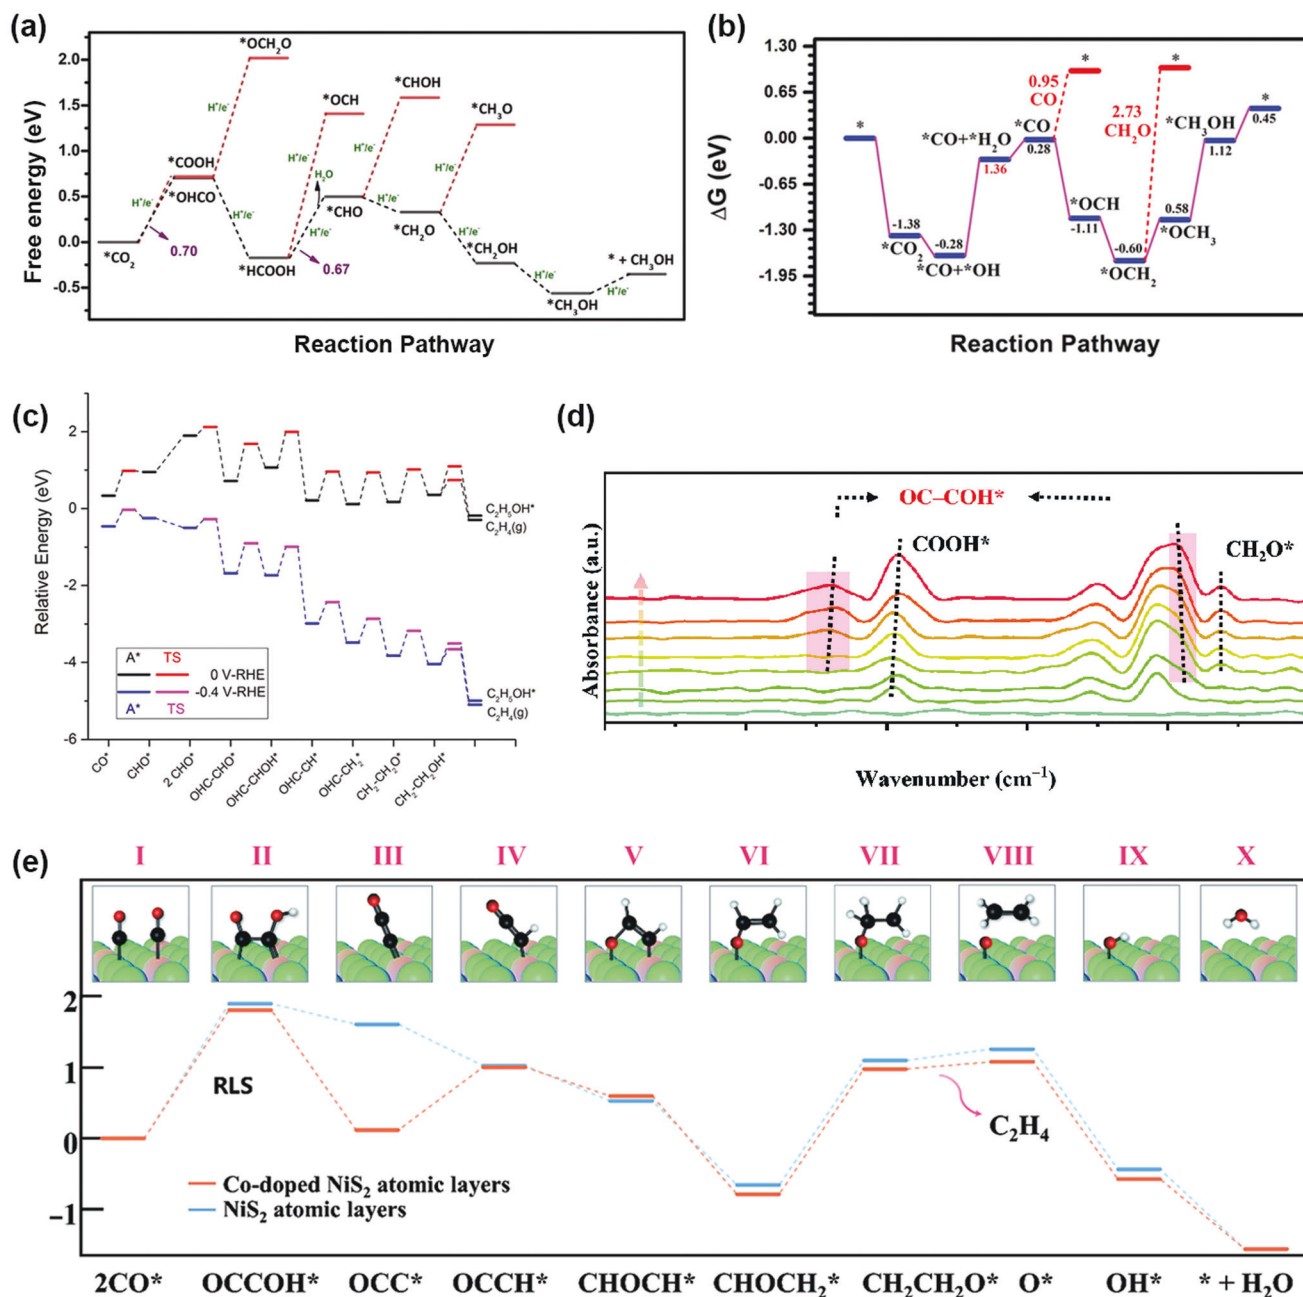 (a)
Free energy (eV)
2.0
1.5
1.0
0.5
0.0
-0.5
*OCH₂O
H⁺/e⁻
*COOH
*OHCO
H⁺/e⁻
*CO₂
0.70
H⁺/e⁻
*HCOOH
*OCH
H⁺/e⁻
H₂O
H⁺/e⁻
0.67
*CHO
*CHOH
H⁺/e⁻
H⁺/e⁻
*CH₂O
*CH₃O
H⁺/e⁻
H⁺/e⁻
*CH₂OH
H⁺/e⁻
*CH₃OH
* + CH₃OH
H⁺/e⁻
Reaction Pathway
(b)
ΔG (eV)
1.30
0.65
0.00
-0.65
-1.30
-1.95
*
-1.38
*CO₂
-0.28
*CO+*OH
*CO+*H₂O
1.36
*CO
0.28
0.95
CO
*
*OCH
-1.11
-0.60
*OCH₂
2.73
CH₂O
*
0.58
*OCH₃
*CH₃OH
1.12
*
0.45
Reaction Pathway
(c)
Relative Energy (eV)
2
0
-2
-4
-6
C₂H₅OH*
C₂H₄(g)
C₂H₅OH*
C₂H₄(g)
A* TS
0 V-RHE
-0.4 V-RHE
A* TS
CO*
CHO*
2 CHO*
OHC-CHO*
OHC-CHOH*
OHC-CH*
OHC-CH₂*
CH₂-CH₂O*
CH₂-CH₂OH*
(d)
OC–COH*
COOH*
CH₂O*
Absorbance (a.u.)
Wavenumber (cm⁻¹)
(e)
I II III IV V VI VII VIII IX X
2
1
0
−1
RLS
C₂H₄
Co-doped NiS₂ atomic layers
NiS₂ atomic layers
2CO* OCCOH* OCC* OCCH* CHOCH* CHOCH₂* CH₂CH₂O* O* OH* * + H₂O